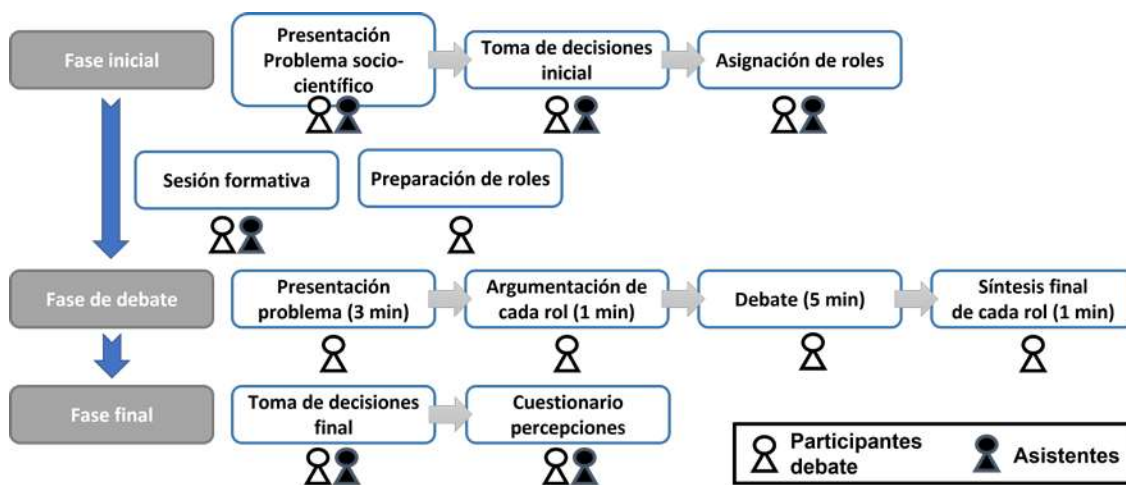 Fase inicial
Presentación
Problema socio-
científico
Toma de decisiones
inicial
Asignación de roles
Sesión formativa
Preparación de roles
Fase de debate
Presentación
problema (3 min)
Argumentación de
cada rol (1 min)
Debate (5 min)
Síntesis final
de cada rol (1 min)
Fase final
Toma de decisiones
final
Cuestionario
percepciones
Participantes
debate
Asistentes